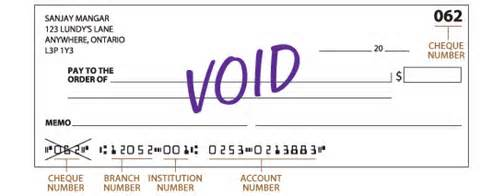 SANJAY MANGAR
123 LUNDY'S LANE
ANYWHERE, ONTARIO
L3P 1Y3
062
CHEQUE
NUMBER
20
PAY TO THE
ORDER OF
$
VOID
MEMO
⑈062⑈ ⑆12052⑉001⑆ 0253⑉0213883⑈
CHEQUE
NUMBER
BRANCH
NUMBER
INSTITUTION
NUMBER
ACCOUNT
NUMBER